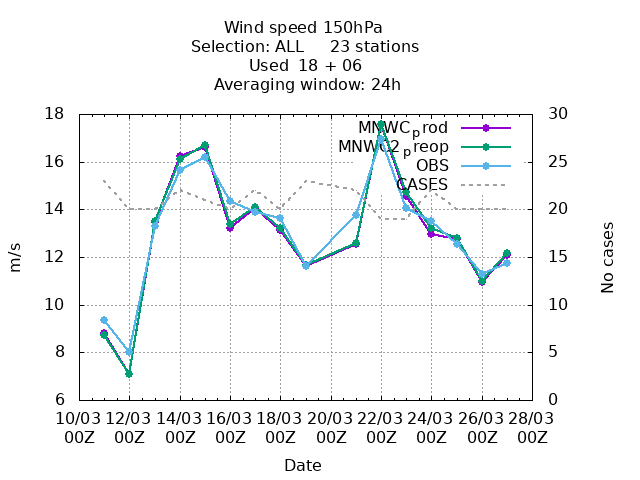 Wind speed 150hPa
Selection: ALL     23 stations
Used  18 + 06
Averaging window: 24h
18 30
MNWC_prod
MNWC2_preop
16 25
OBS
CASES
14 20
m/s
No cases
12 15
10 10
8 5
6 0
10/03 12/03 14/03 16/03 18/03 20/03 22/03 24/03 26/03 28/03
00Z 00Z 00Z 00Z 00Z 00Z 00Z 00Z 00Z 00Z
Date